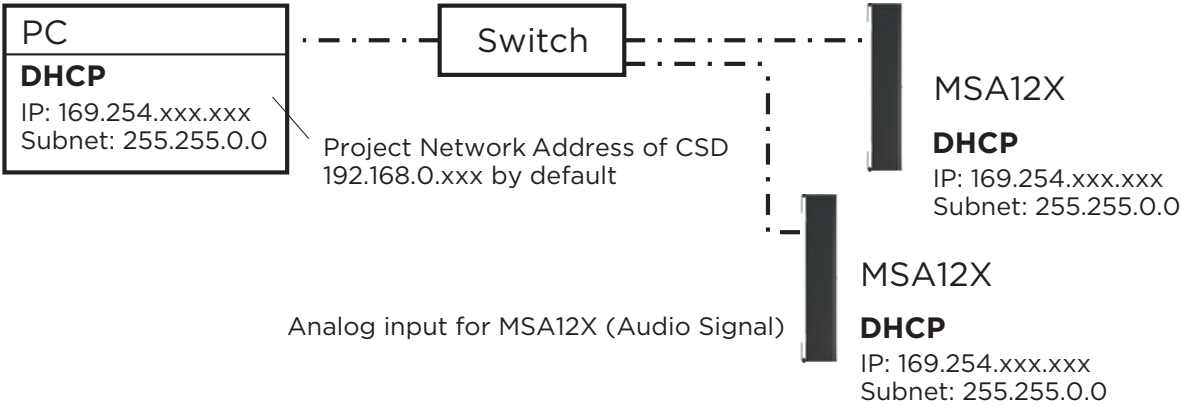 PC
DHCP
IP: 169.254.xxx.xxx
Subnet: 255.255.0.0
Switch
Project Network Address of CSD
192.168.0.xxx by default
MSA12X
DHCP
IP: 169.254.xxx.xxx
Subnet: 255.255.0.0
Analog input for MSA12X (Audio Signal)
MSA12X
DHCP
IP: 169.254.xxx.xxx
Subnet: 255.255.0.0